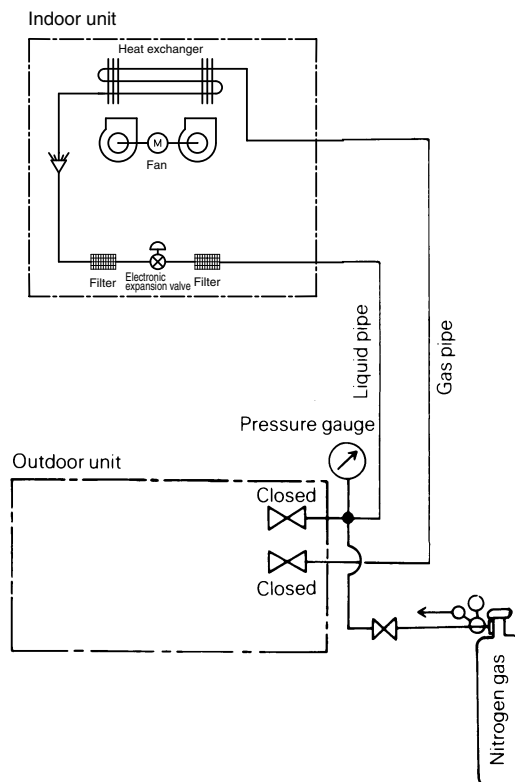 Indoor unit
Heat exchanger
M
Fan
Filter
Electronic
expansion valve
Filter
Liquid pipe
Gas pipe
Pressure gauge
Outdoor unit
Closed
Closed
Nitrogen gas